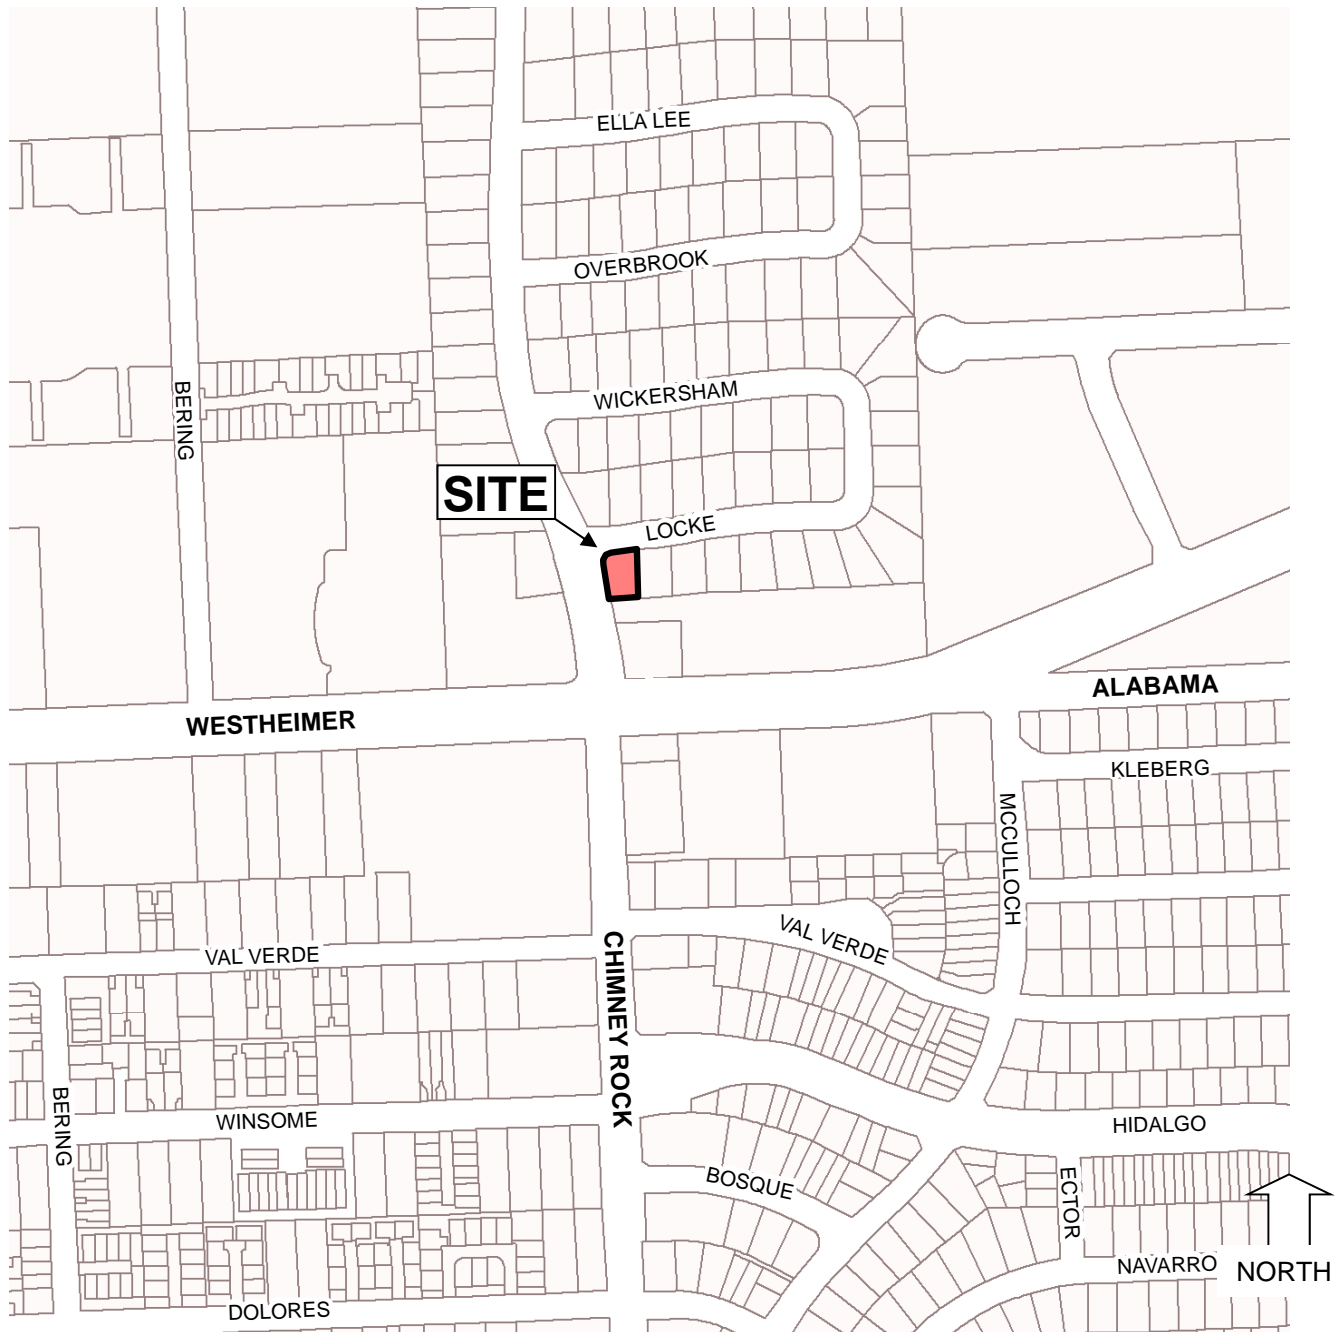 ELLA LEE
OVERBROOK
WICKERSHAM
BERING
SITE
LOCKE
ALABAMA
WESTHEIMER
KLEBERG
MCCULLOCH
VAL VERDE
VAL VERDE
CHIMNEY ROCK
BERING
WINSOME
HIDALGO
BOSQUE
ECTOR
NAVARRO
NORTH
DOLORES